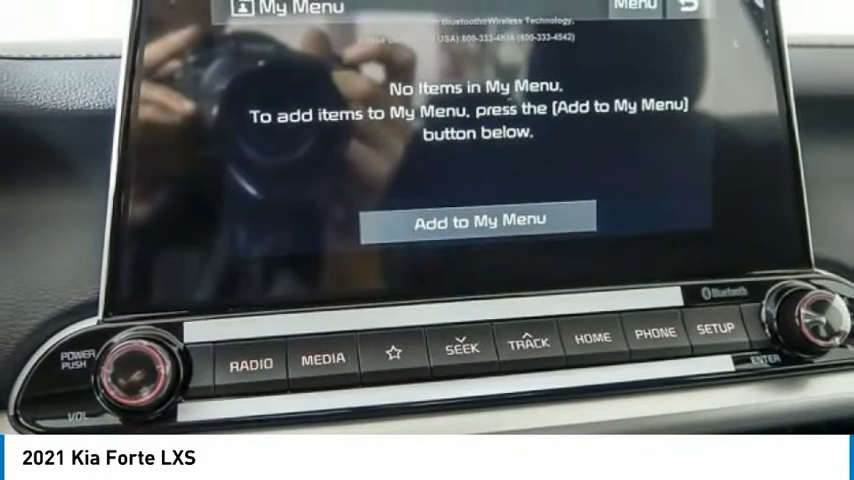 My Menu
Menu
Bluetooth®Wireless Technology,
(USA):800-333-4KIA (800-333-4542)
No Items in My Menu.
To add items to My Menu, press the [Add to My Menu]
button below.
Add to My Menu
Bluetooth
POWER
PUSH
VOL
RADIO
MEDIA
SEEK
TRACK
HOME
PHONE
SETUP
ENTER
2021 Kia Forte LXS